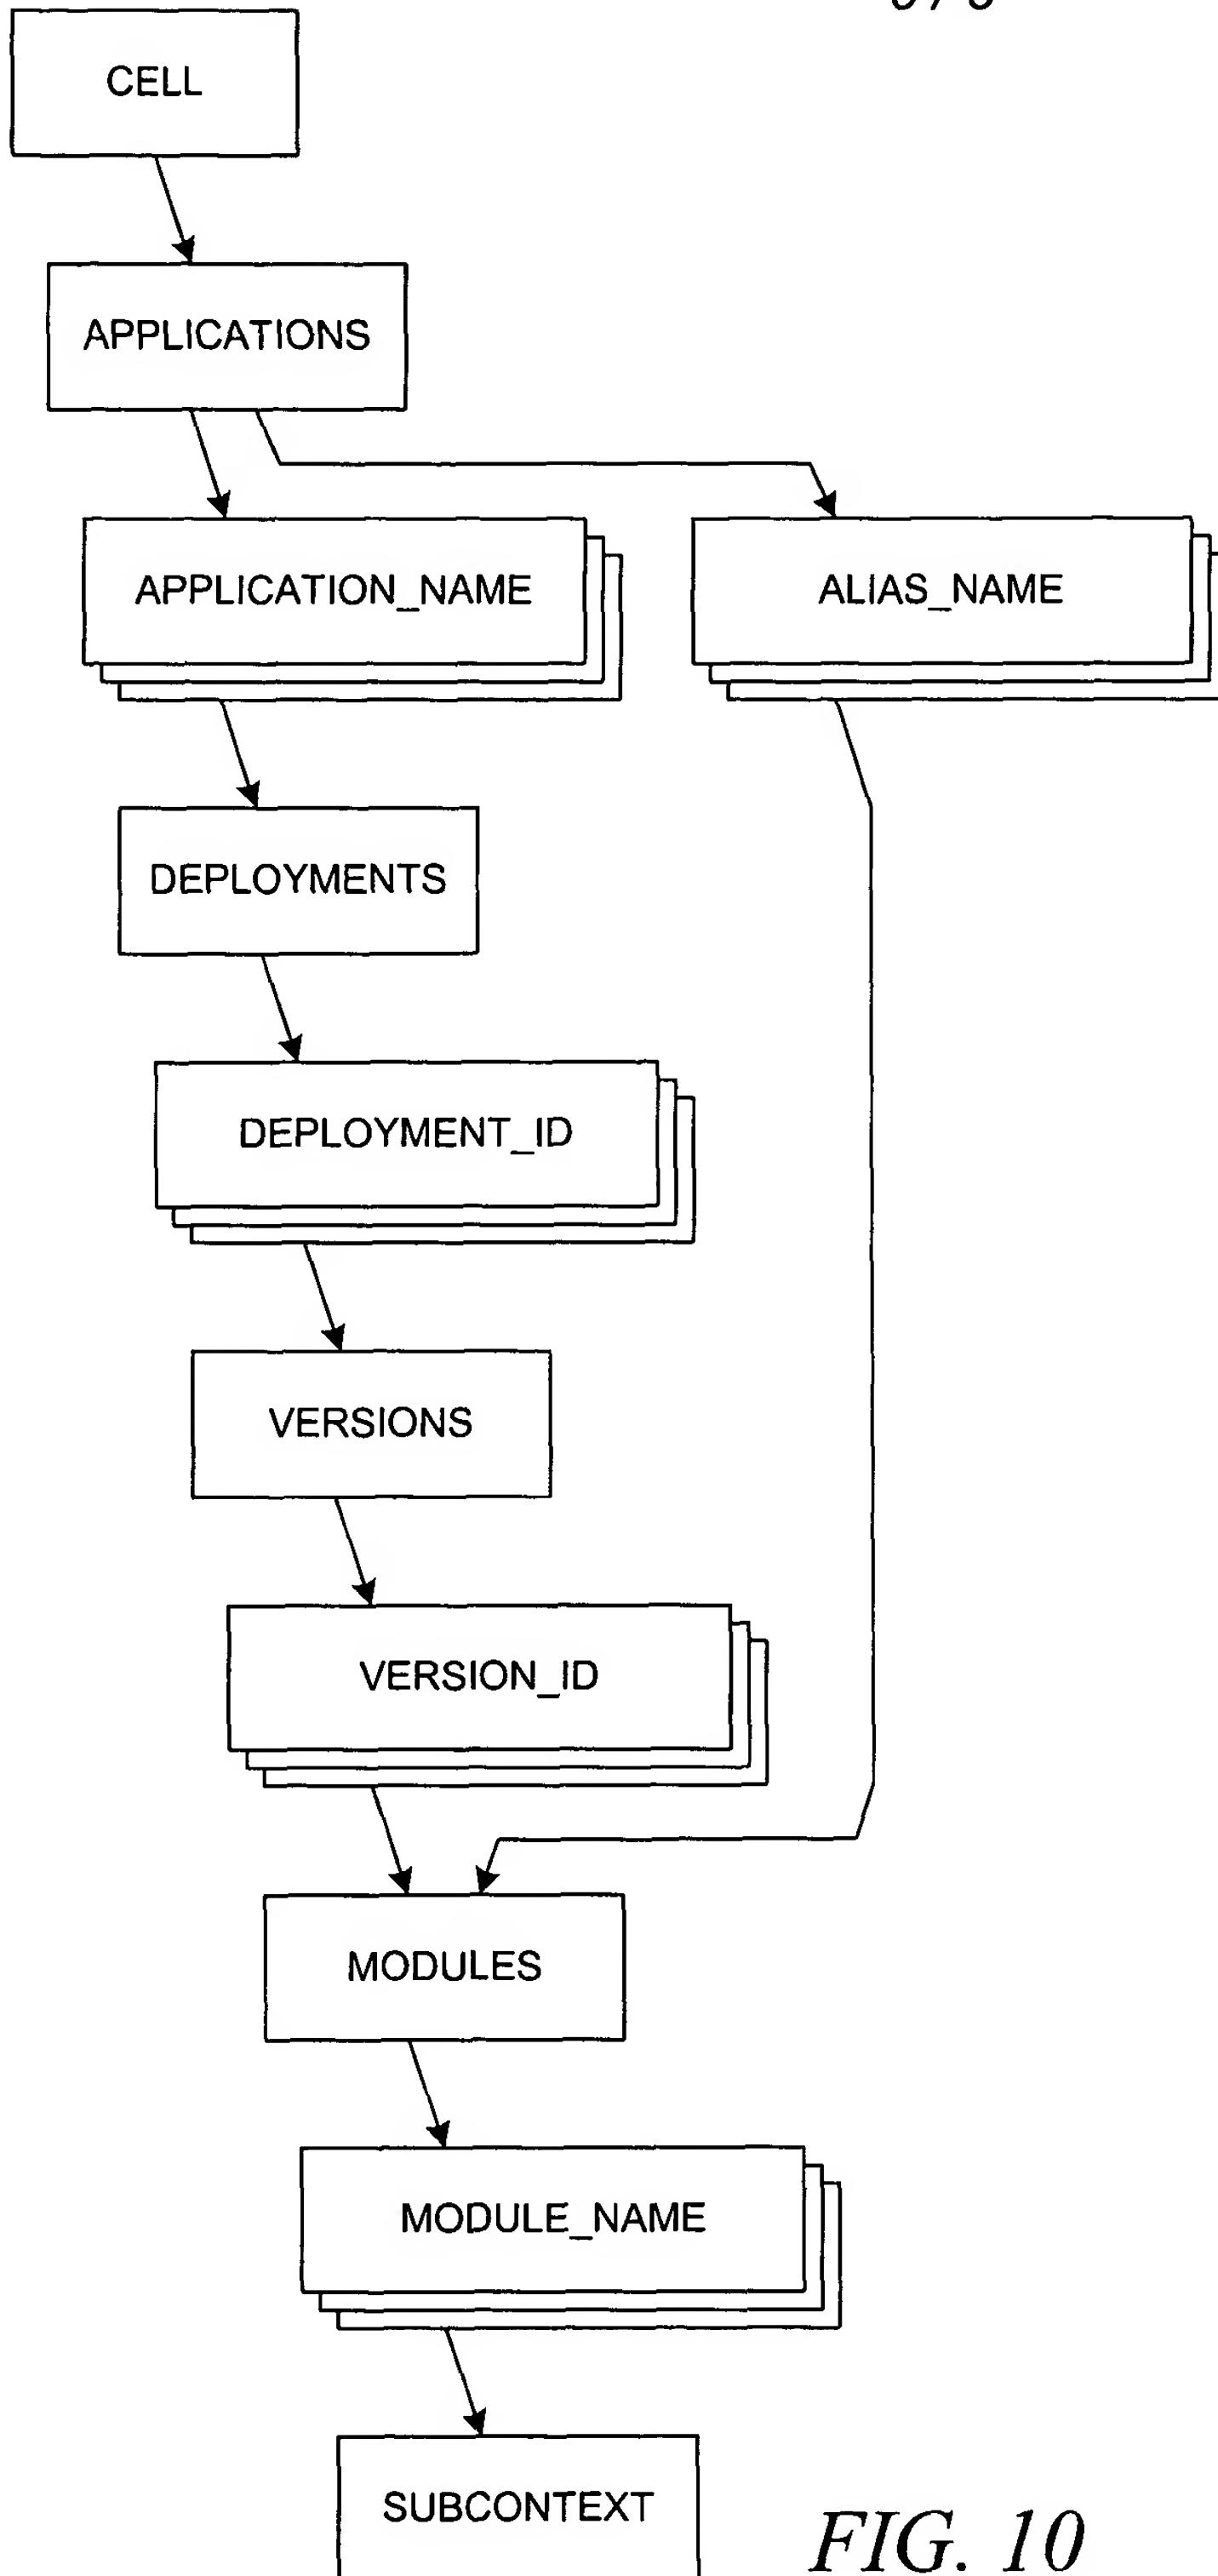 CELL
APPLICATIONS
APPLICATION_NAME
ALIAS_NAME
DEPLOYMENTS
DEPLOYMENT_ID
VERSIONS
VERSION_ID
MODULES
MODULE_NAME
SUBCONTEXT
FIG. 10